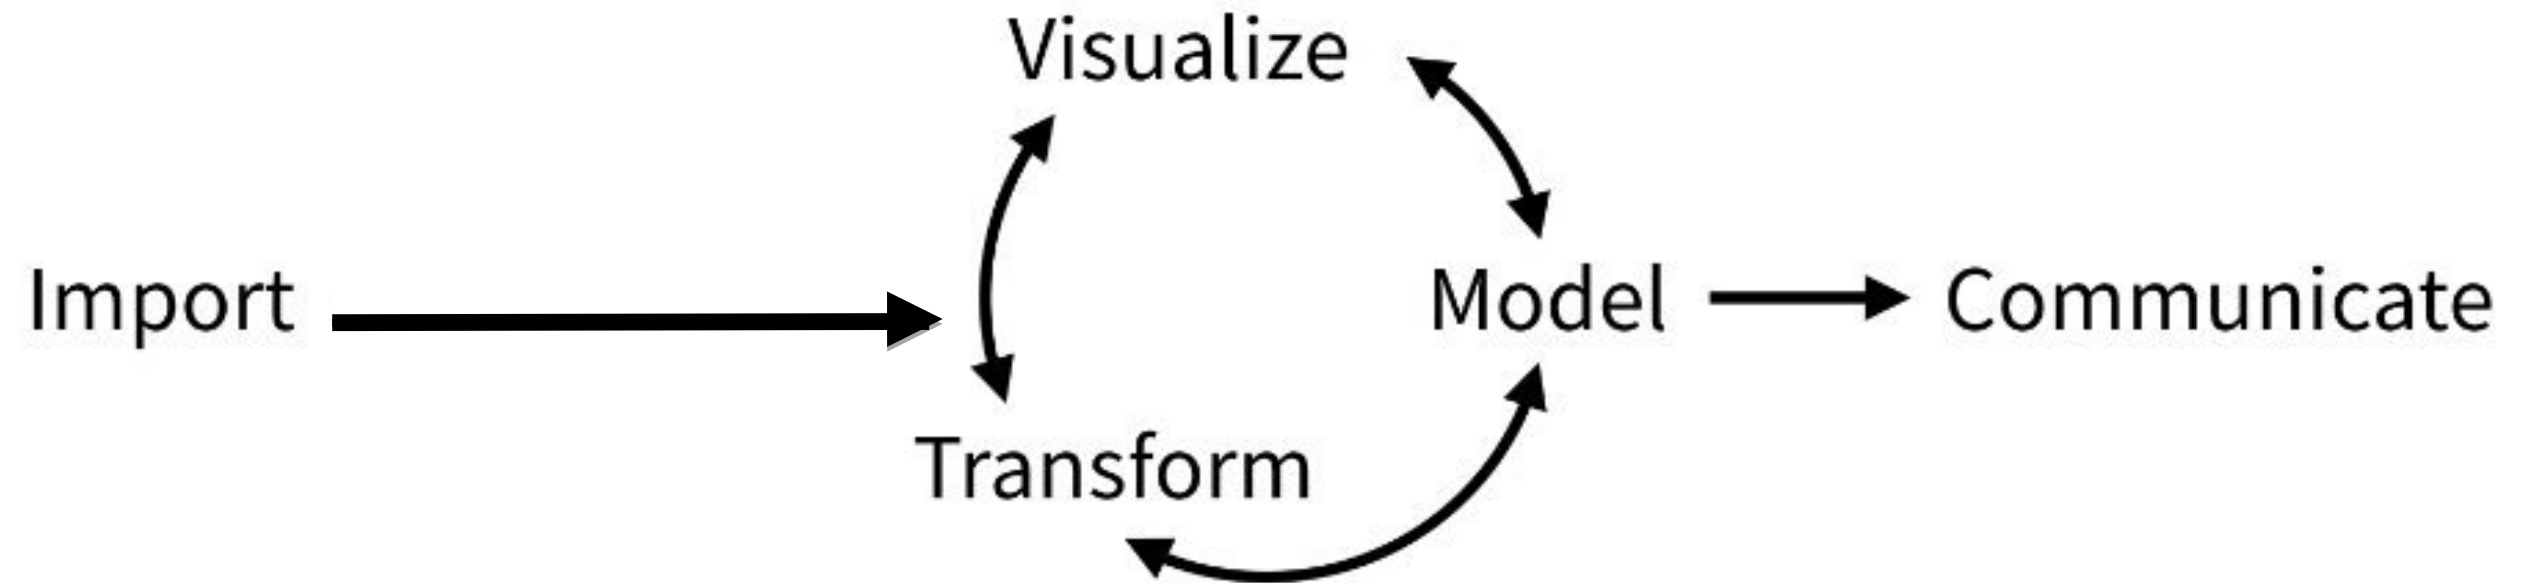 Visualize
Import
Model
Communicate
Transform